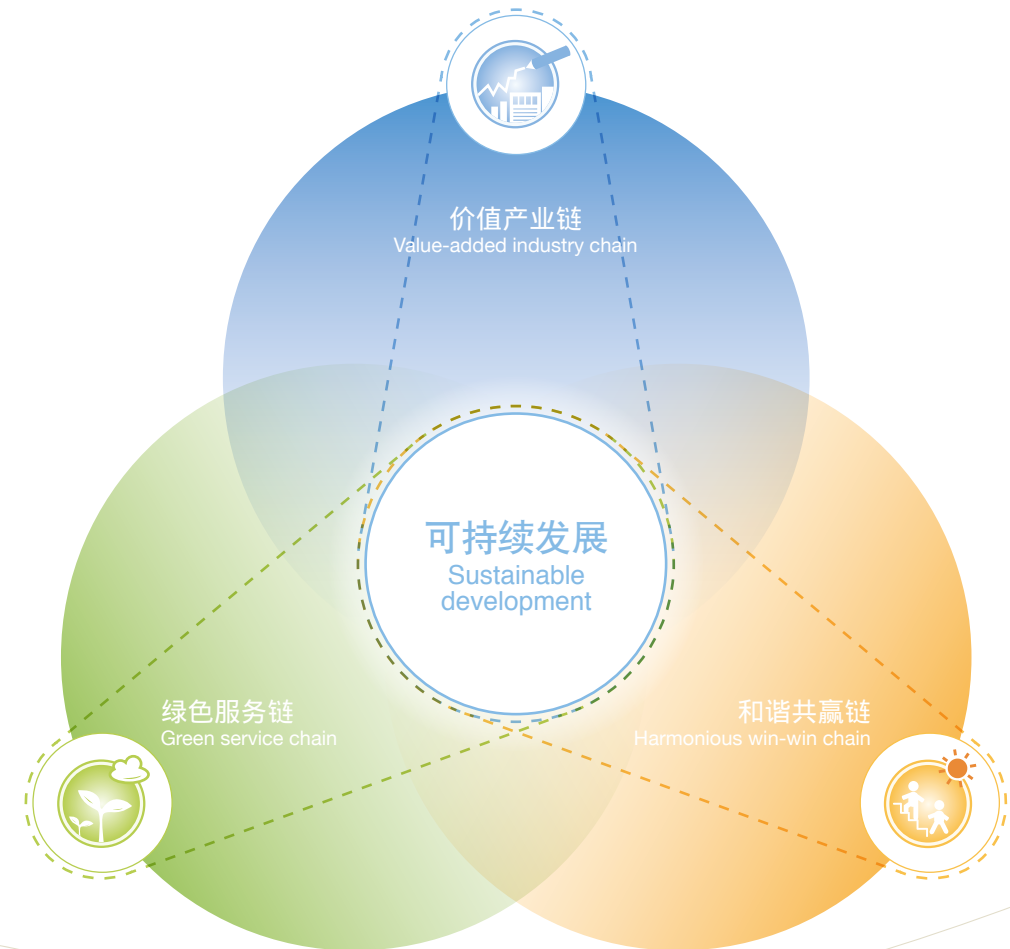 价值产业链
Value-added industry chain
可持续发展
Sustainable
development
绿色服务链
Green service chain
和谐共赢链
Harmonious win-win chain